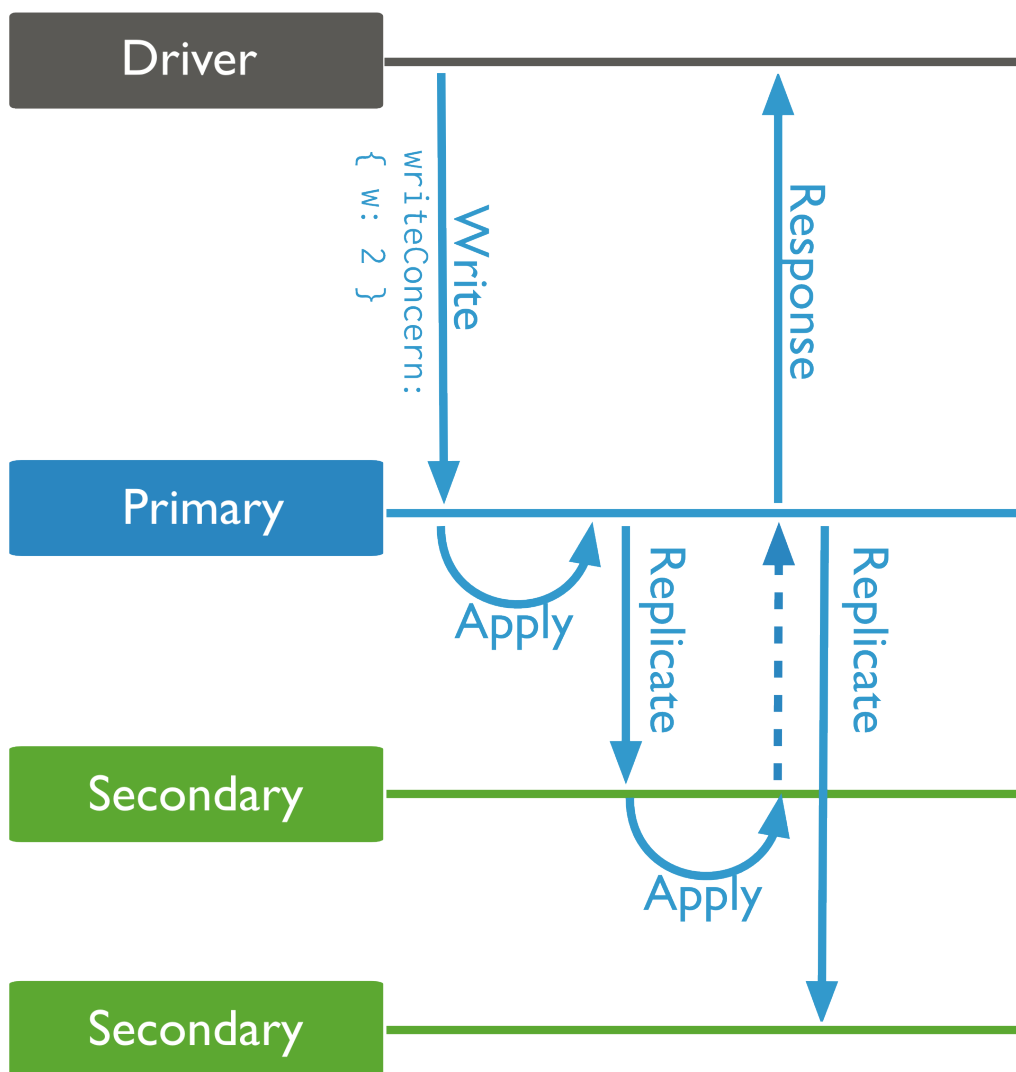 Driver
Write
writeConcern:
{ w: 2 }
Response
Primary
Apply
Replicate
Replicate
Secondary
Apply
Secondary